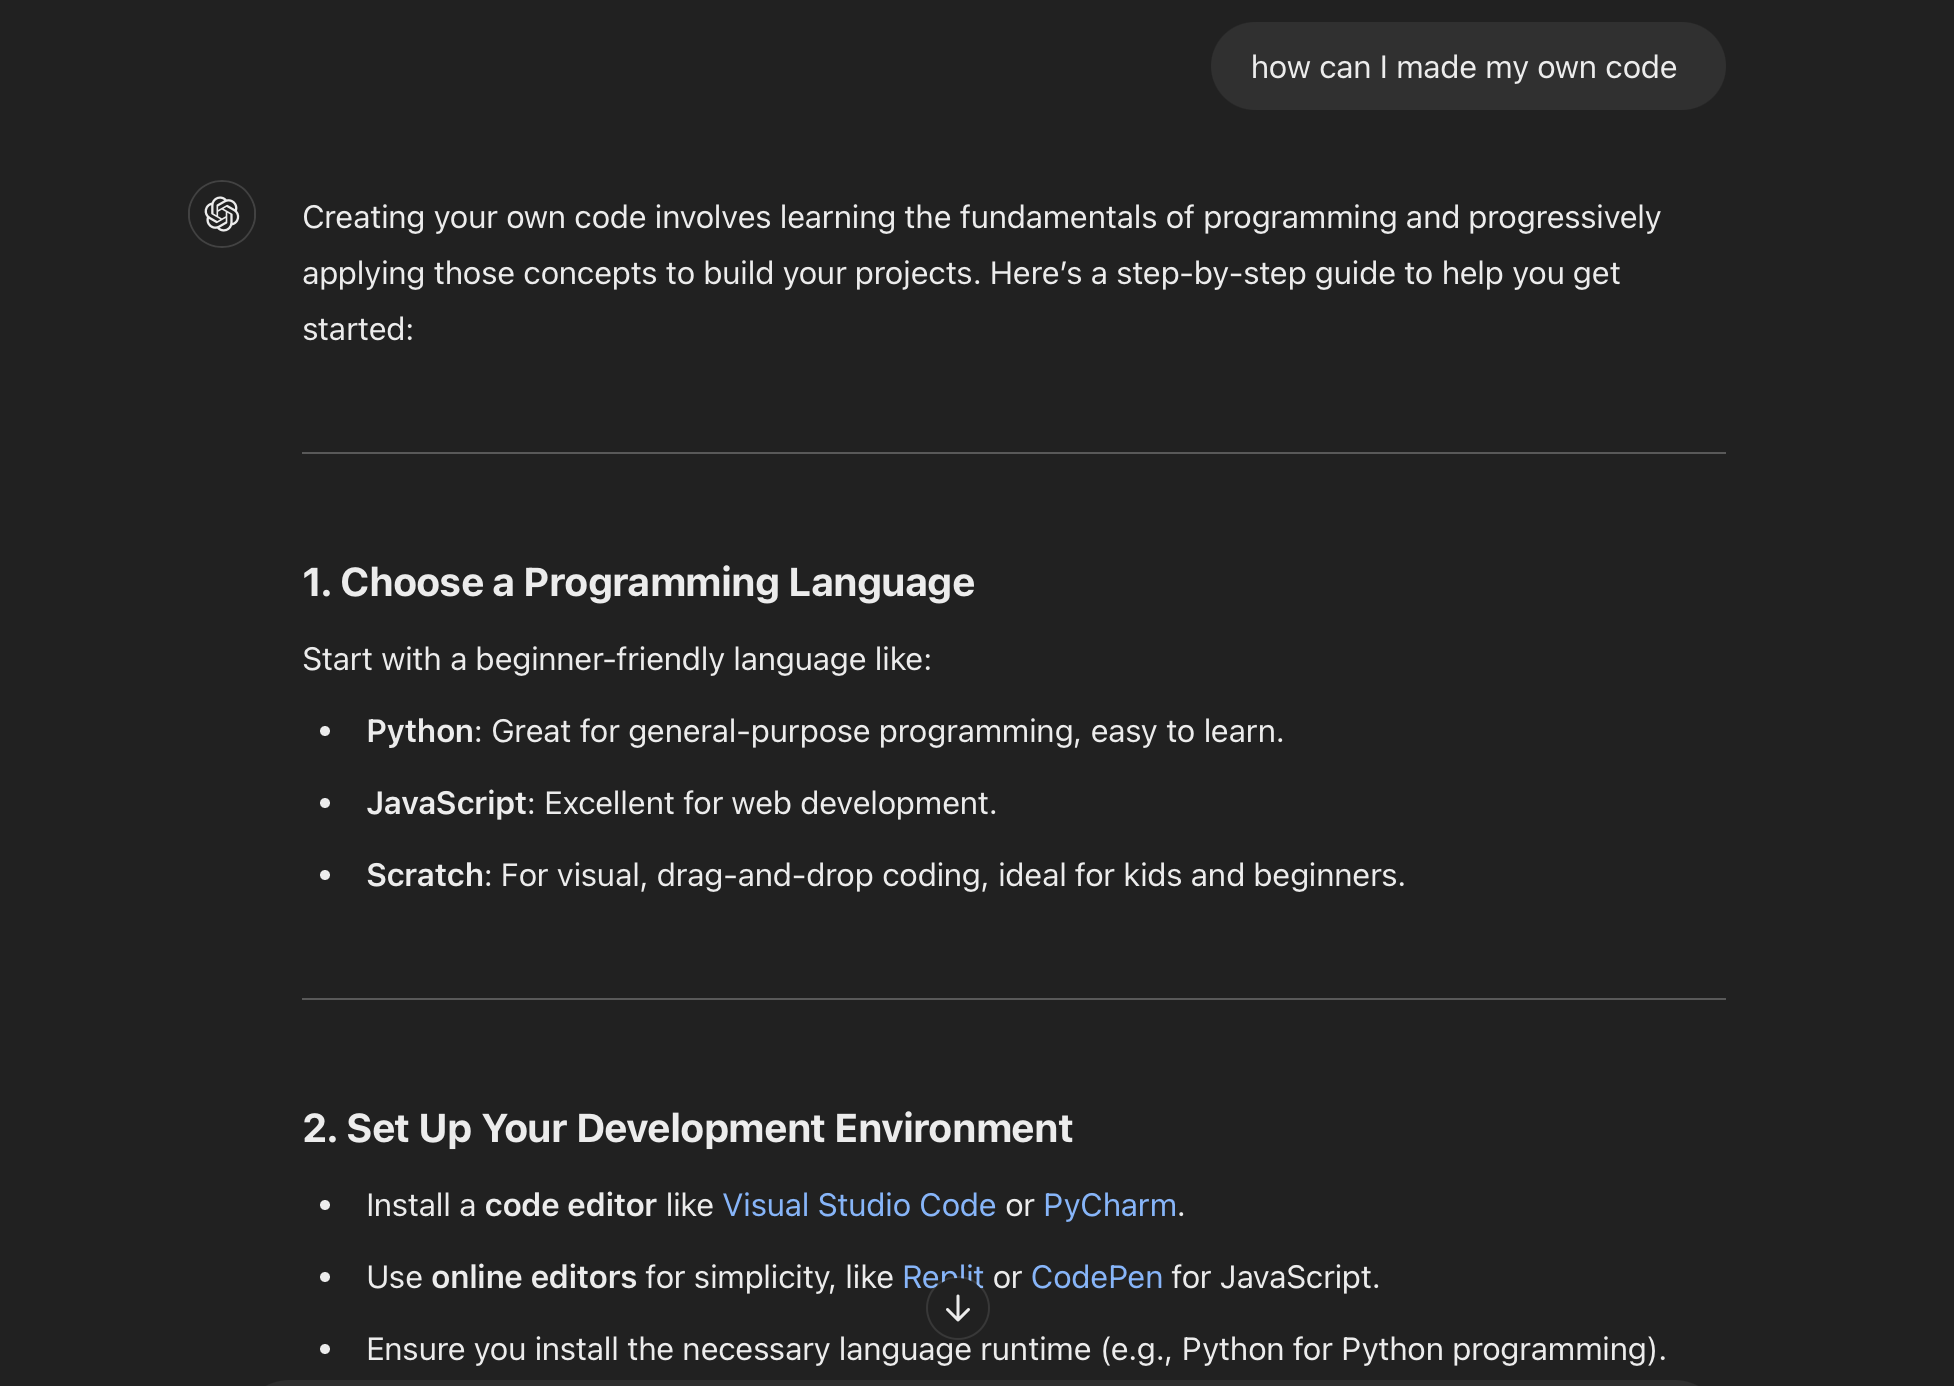 how can I made my own code
Creating your own code involves learning the fundamentals of programming and progressively
applying those concepts to build your projects. Here’s a step-by-step guide to help you get
started:
1. Choose a Programming Language
Start with a beginner-friendly language like:
• Python: Great for general-purpose programming, easy to learn.
• JavaScript: Excellent for web development.
• Scratch: For visual, drag-and-drop coding, ideal for kids and beginners.
2. Set Up Your Development Environment
• Install a code editor like Visual Studio Code or PyCharm.
• Use online editors for simplicity, like Replit or CodePen for JavaScript.
• Ensure you install the necessary language runtime (e.g., Python for Python programming).